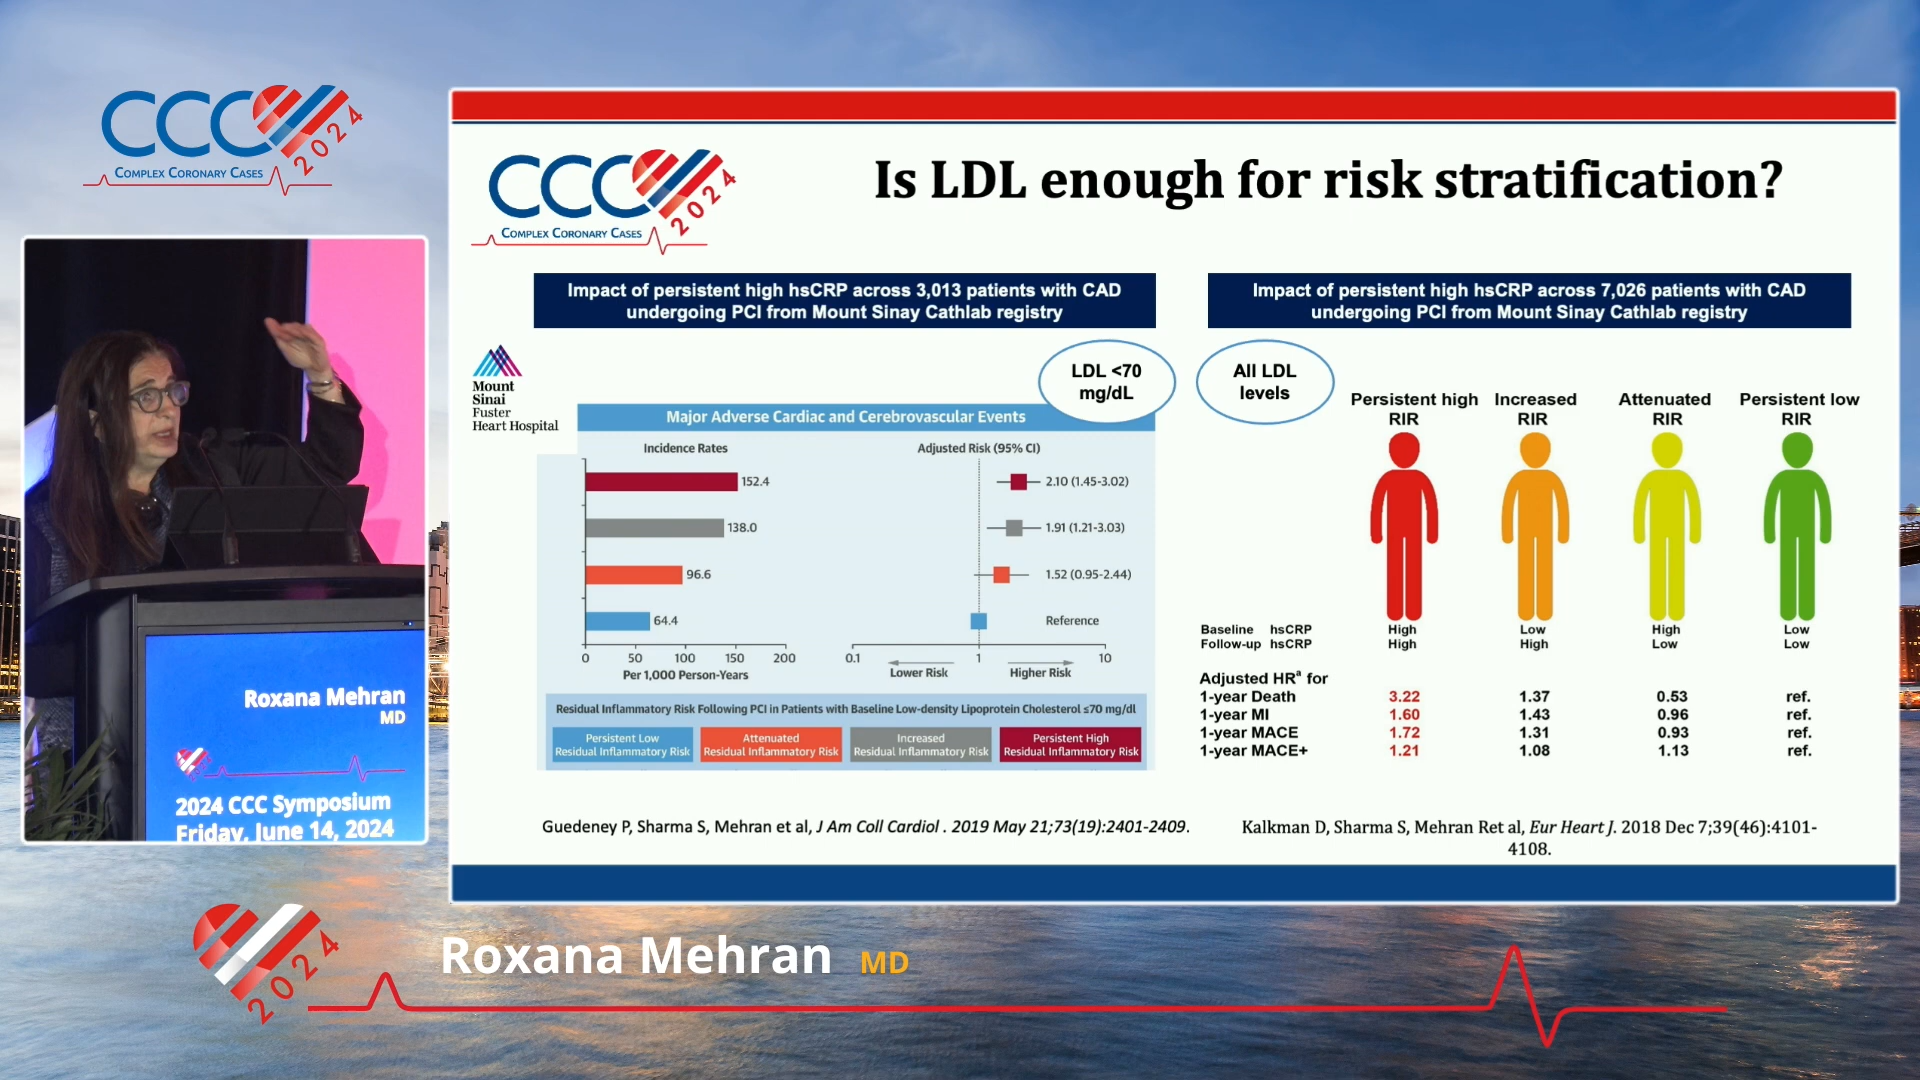 CCC
2024
COMPLEX CORONARY CASES
Roxana Mehran
MD
2024 CCC Symposium
Friday, June 14, 2024
CCC
2024
COMPLEX CORONARY CASES
Is LDL enough for risk stratification?
Impact of persistent high hsCRP across 3,013 patients with CAD
undergoing PCI from Mount Sinay Cathlab registry
Mount
Sinai
Fuster
Heart Hospital
LDL <70
mg/dL
Major Adverse Cardiac and Cerebrovascular Events
Incidence Rates
Adjusted Risk (95% CI)
152.4
2.10 (1.45-3.02)
138.0
1.91 (1.21-3.03)
96.6
1.52 (0.95-2.44)
64.4
Reference
0 50 100 150 200
0.1 1 10
Per 1,000 Person-Years
Lower Risk Higher Risk
Residual Inflammatory Risk Following PCI in Patients with Baseline Low-density Lipoprotein Cholesterol ≤70 mg/dl
Persistent Low
Residual Inflammatory Risk
Attenuated
Residual Inflammatory Risk
Increased
Residual Inflammatory Risk
Persistent High
Residual Inflammatory Risk
Guedeney P, Sharma S, Mehran et al, J Am Coll Cardiol . 2019 May 21;73(19):2401-2409.
Impact of persistent high hsCRP across 7,026 patients with CAD
undergoing PCI from Mount Sinay Cathlab registry
All LDL
levels
Persistent high
RIR
Increased
RIR
Attenuated
RIR
Persistent low
RIR
Baseline hsCRP High Low High Low
Follow-up hsCRP High High Low Low
Adjusted HRª for
1-year Death 3.22 1.37 0.53 ref.
1-year MI 1.60 1.43 0.96 ref.
1-year MACE 1.72 1.31 0.93 ref.
1-year MACE+ 1.21 1.08 1.13 ref.
Kalkman D, Sharma S, Mehran Ret al, Eur Heart J. 2018 Dec 7;39(46):4101-
4108.
2024
Roxana Mehran MD